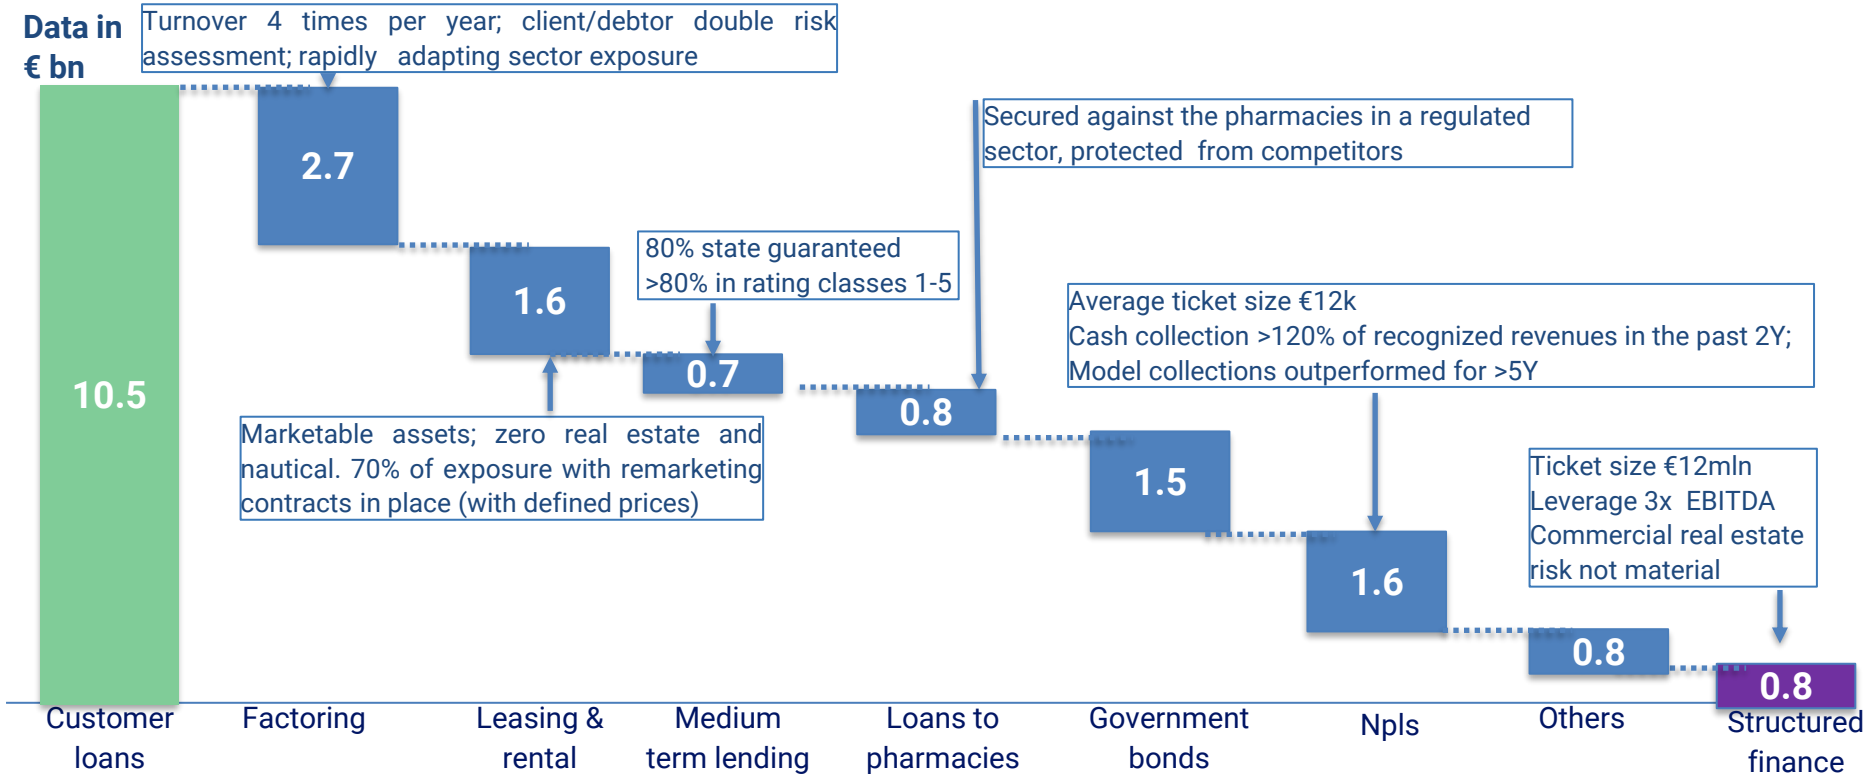 Data in
€ bn
Turnover 4 times per year; client/debtor double risk
assessment; rapidly adapting sector exposure
Secured against the pharmacies in a regulated
sector, protected from competitors
80% state guaranteed
>80% in rating classes 1-5
Average ticket size €12k
Cash collection >120% of recognized revenues in the past 2Y;
Model collections outperformed for >5Y
Marketable assets; zero real estate and
nautical. 70% of exposure with remarketing
contracts in place (with defined prices)
Ticket size €12mln
Leverage 3x EBITDA
Commercial real estate
risk not material
10.5
2.7
1.6
0.7
0.8
1.5
1.6
0.8
0.8
Customer
loans
Factoring
Leasing &
rental
Medium
term lending
Loans to
pharmacies
Government
bonds
Npls
Others
Structured
finance